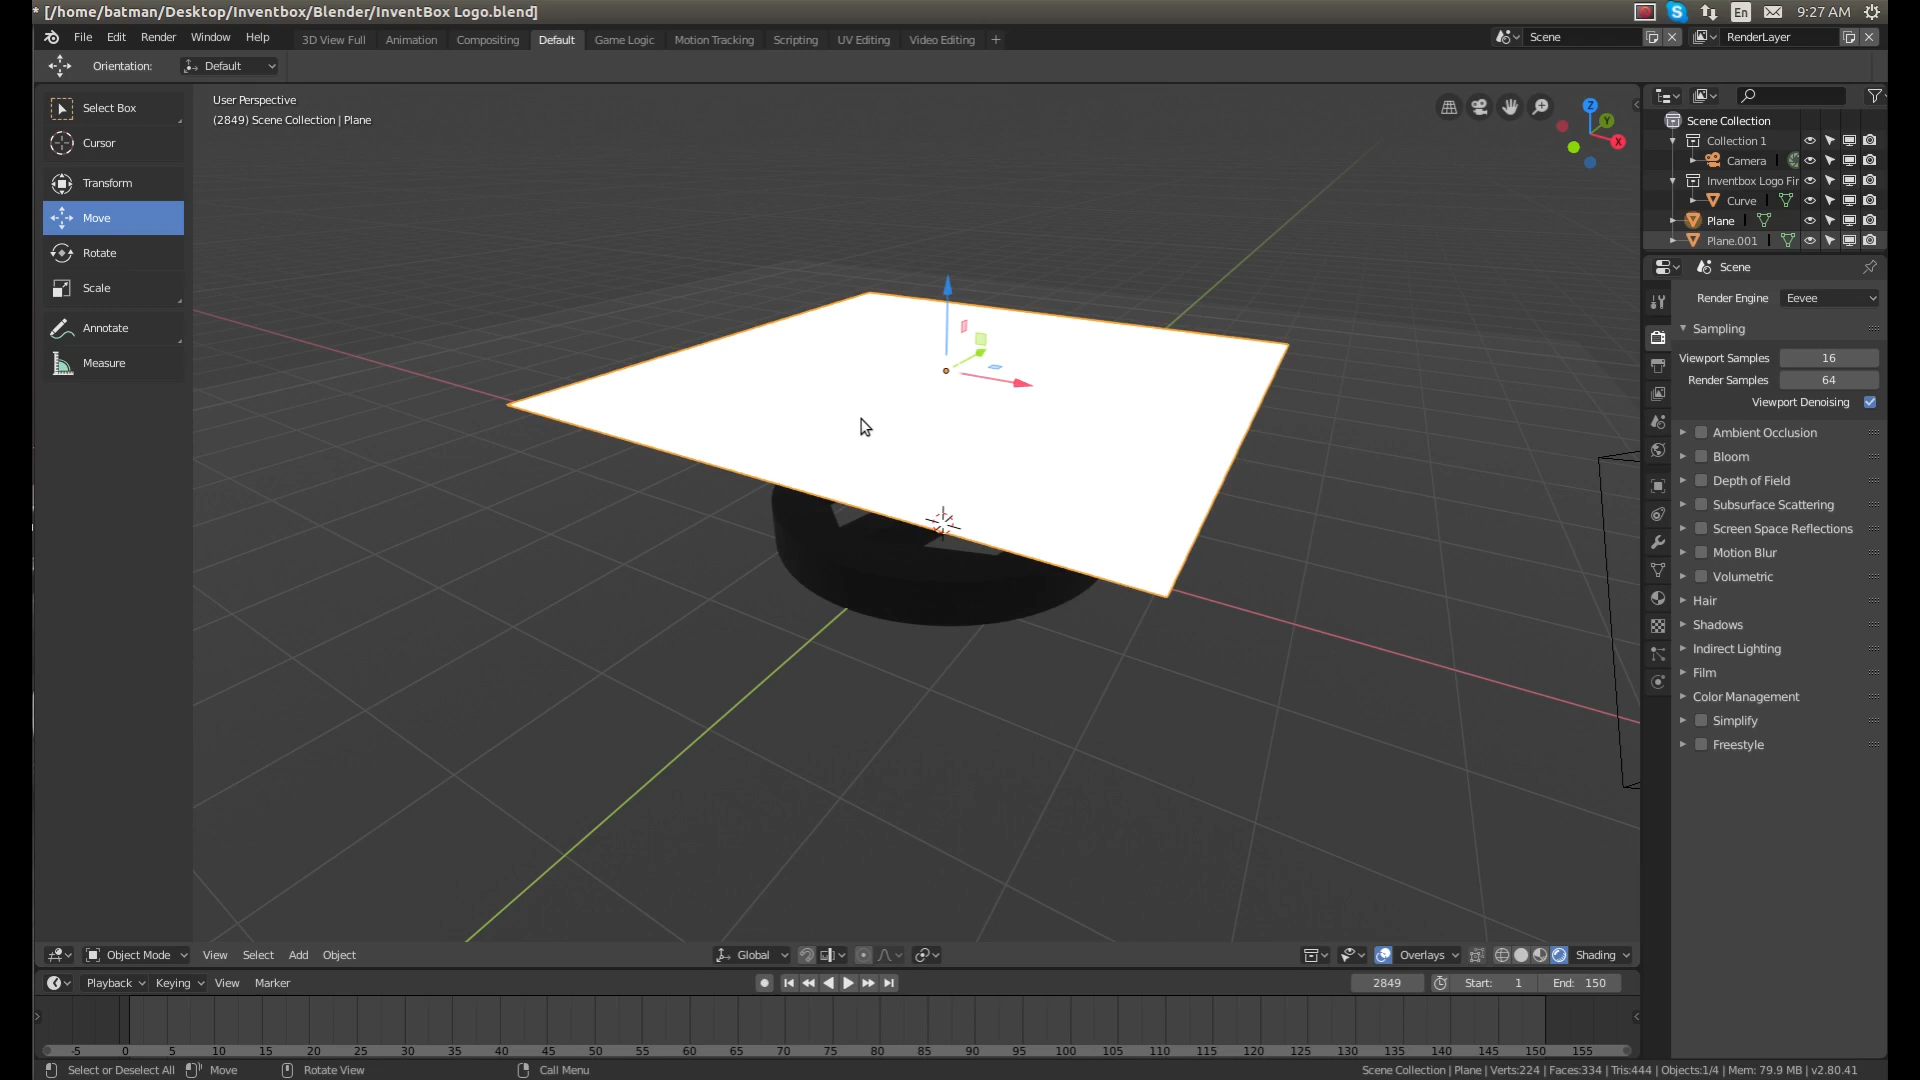 * [/home/batman/Desktop/Inventbox/Blender/InventBox Logo.blend]
En
9:27 AM
File Edit Render Window Help
3D View Full Animation Compositing Default Game Logic Motion Tracking Scripting UV Editing Video Editing +
Scene
RenderLayer
Orientation: Default
Select Box
Cursor
Transform
Move
Rotate
Scale
Annotate
Measure
User Perspective
(2849) Scene Collection | Plane
Z
Y
X
Scene Collection
Collection 1
Camera
Inventbox Logo Fir
Curve
Plane
Plane.001
Scene
Render Engine Eevee
Sampling
Viewport Samples 16
Render Samples 64
Viewport Denoising
Ambient Occlusion
Bloom
Depth of Field
Subsurface Scattering
Screen Space Reflections
Motion Blur
Volumetric
Hair
Shadows
Indirect Lighting
Film
Color Management
Simplify
Freestyle
Object Mode View Select Add Object
Global
Overlays
Shading
Playback Keying View Marker
2849
Start: 1
End: 150
-5 0 5 10 15 20 25 30 35 40 45 50 55 60 65 70 75 80 85 90 95 100 105 110 115 120 125 130 135 140 145 150 155
Select or Deselect All Move Rotate View Call Menu
Scene Collection | Plane | Verts:224 | Faces:334 | Tris:444 | Objects:1/4 | Mem: 79.9 MB | v2.80.41